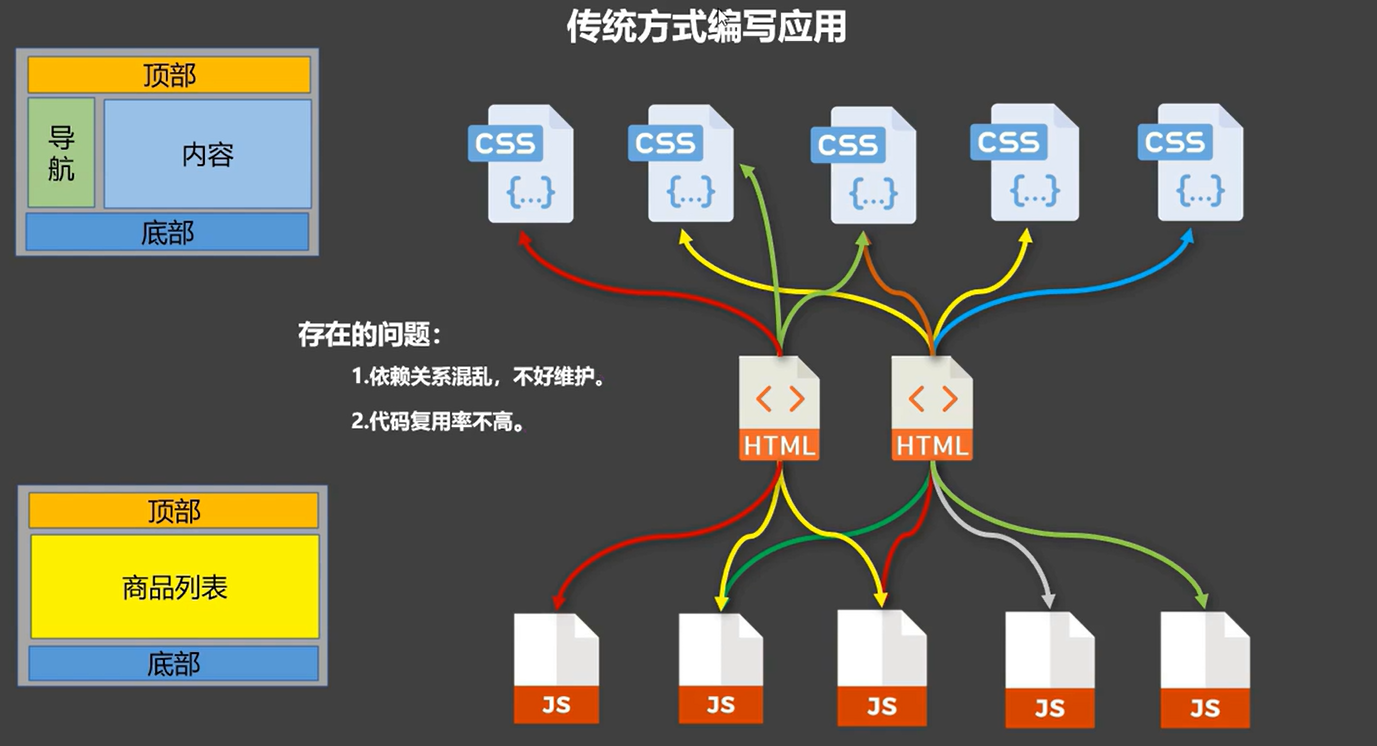 传统方式编写应用
顶部
导航
内容
底部
CSS
{...}
CSS
{...}
CSS
{...}
CSS
{...}
CSS
{...}
存在的问题：
1.依赖关系混乱，不好维护。
2.代码复用率不高。
< >
HTML
< >
HTML
顶部
商品列表
底部
JS
JS
JS
JS
JS